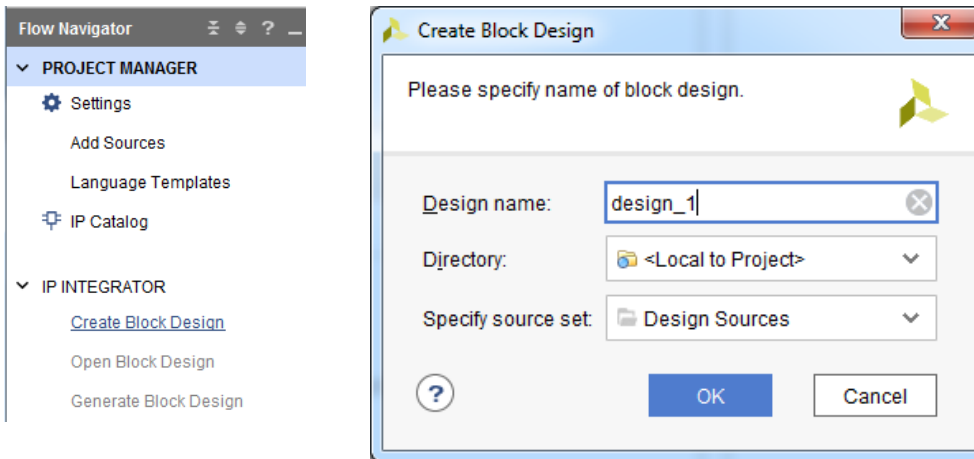 Flow Navigator ?
PROJECT MANAGER
Settings
Add Sources
Language Templates
IP Catalog
IP INTEGRATOR
Create Block Design
Open Block Design
Generate Block Design
Create Block Design
Please specify name of block design.
Design name: design_1
Directory: <Local to Project>
Specify source set: Design Sources
? OK Cancel